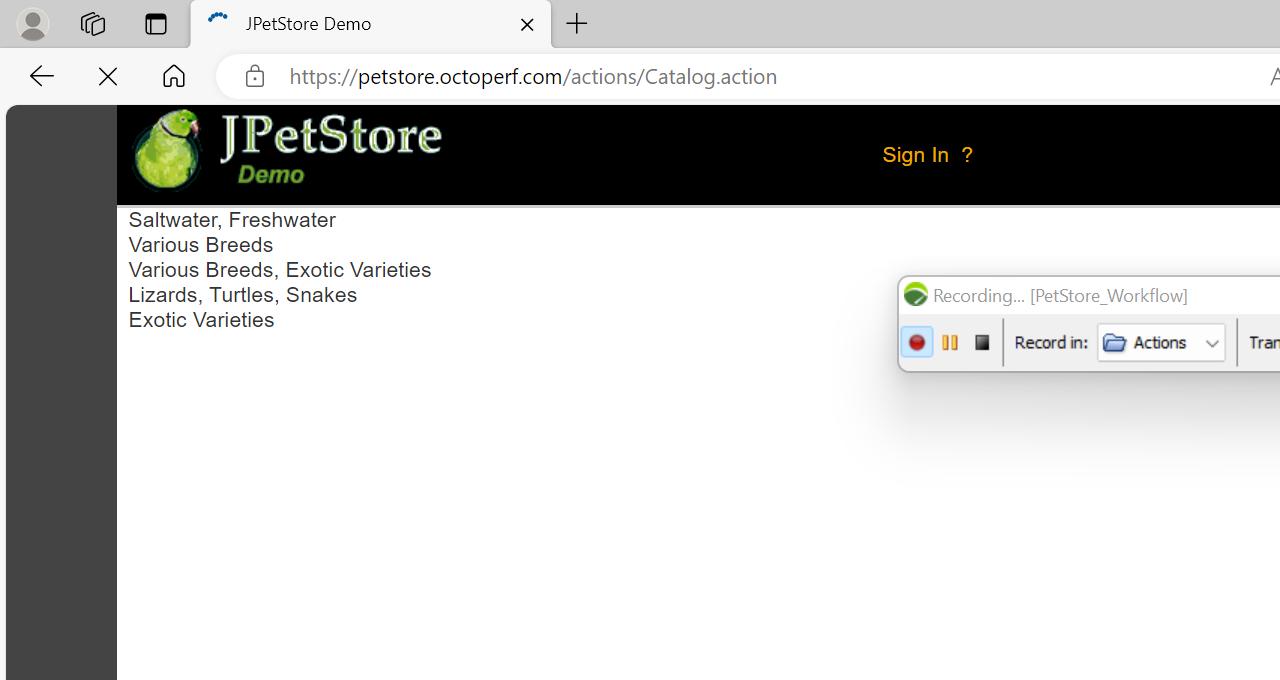 JPetStore Demo
https://petstore.octoperf.com/actions/Catalog.action
JPetStore
Demo
Sign In ?
Saltwater, Freshwater
Various Breeds
Various Breeds, Exotic Varieties
Lizards, Turtles, Snakes
Exotic Varieties
Recording... [PetStore_Workflow]
Record in: Actions